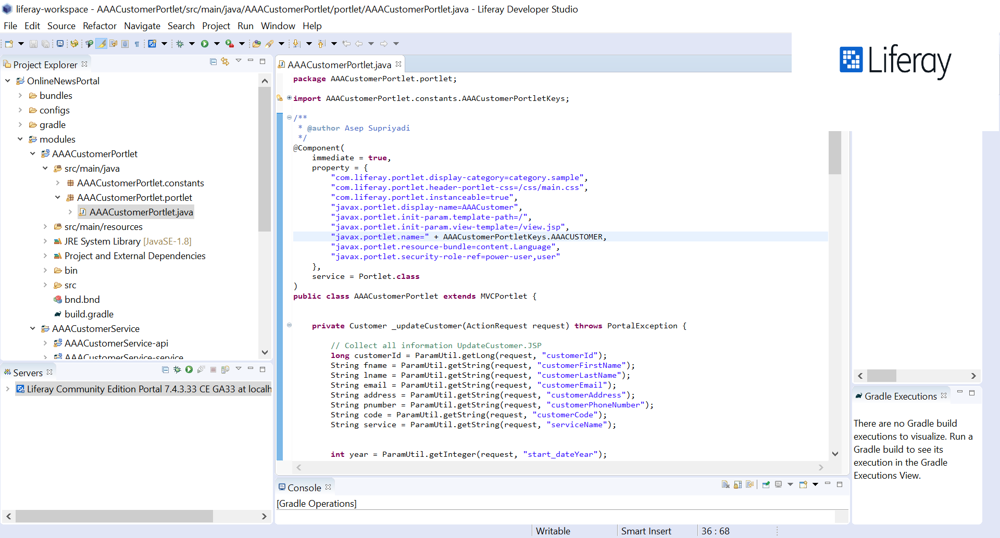 liferay-workspace - AAACustomerPortlet/src/main/java/AAACustomerPortlet/portlet/AAACustomerPortlet.java - Liferay Developer Studio
File Edit Source Refactor Navigate Search Project Run Window Help
Liferay
Project Explorer
OnlineNewsPortal
bundles
configs
gradle
modules
AAACustomerPortlet
src/main/java
AAACustomerPortlet.constants
AAACustomerPortlet.portlet
AAACustomerPortlet.java
src/main/resources
JRE System Library [JavaSE-1.8]
Project and External Dependencies
bin
src
bnd.bnd
build.gradle
AAACustomerService
AAACustomerService-api
AAACustomerService-service
Servers
Liferay Community Edition Portal 7.4.3.33 CE GA33 at localh
AAACustomerPortlet.java
package AAACustomerPortlet.portlet;
import AAACustomerPortlet.constants.AAACustomerPortletKeys;
/**
* @author Asep Supriyadi
*/
@Component(
immediate = true,
property = {
"com.liferay.portlet.display-category=category.sample",
"com.liferay.portlet.header-portlet-css=/css/main.css",
"com.liferay.portlet.instanceable=true",
"javax.portlet.display-name=AAACustomer",
"javax.portlet.init-param.template-path=/",
"javax.portlet.init-param.view-template=/view.jsp",
"javax.portlet.name=" + AAACustomerPortletKeys.AAACUSTOMER,
"javax.portlet.resource-bundle=content.Language",
"javax.portlet.security-role-ref=power-user,user"
},
service = Portlet.class
)
public class AAACustomerPortlet extends MVCPortlet {
private Customer _updateCustomer(ActionRequest request) throws PortalException {
// Collect all information UpdateCustomer.JSP
long customerId = ParamUtil.getLong(request, "customerId");
String fname = ParamUtil.getString(request, "customerFirstName");
String lname = ParamUtil.getString(request, "customerLastName");
String email = ParamUtil.getString(request, "customerEmail");
String address = ParamUtil.getString(request, "customerAddress");
String pnumber = ParamUtil.getString(request, "customerPhoneNumber");
String code = ParamUtil.getString(request, "customerCode");
String service = ParamUtil.getString(request, "serviceName");
int year = ParamUtil.getInteger(request, "start_dateYear");
Console
[Gradle Operations]
Gradle Executions
There are no Gradle build
executions to visualize. Run a
Gradle build to see its
execution in the Gradle
Executions View.
Writable
Smart Insert
36 : 68